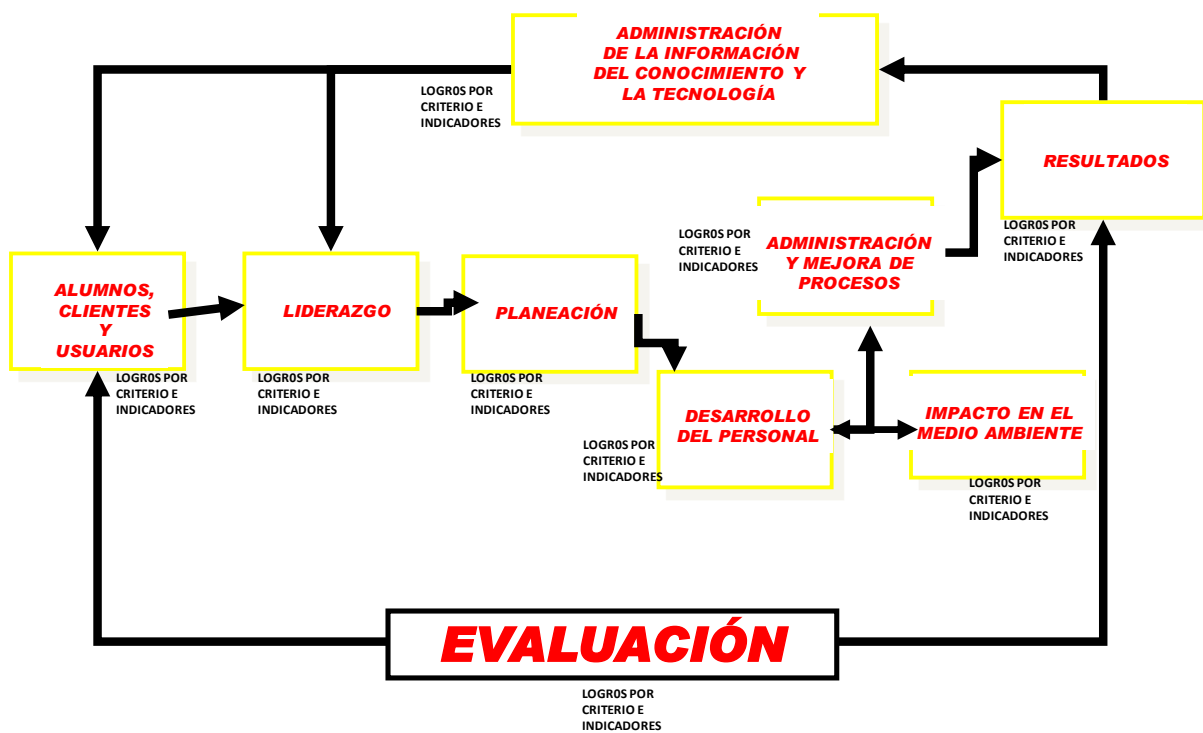 ADMINISTRACIÓN
DE LA INFORMACIÓN
DEL CONOCIMIENTO Y
LA TECNOLOGÍA
LOGR0S POR
CRITERIO E
INDICADORES
RESULTADOS
LOGR0S POR
CRITERIO E
INDICADORES
ADMINISTRACIÓN
Y MEJORA DE
PROCESOS
LOGR0S POR
CRITERIO E
INDICADORES
ALUMNOS,
CLIENTES
Y
USUARIOS
LOGR0S POR
CRITERIO E
INDICADORES
LIDERAZGO
LOGR0S POR
CRITERIO E
INDICADORES
PLANEACIÓN
LOGR0S POR
CRITERIO E
INDICADORES
DESARROLLO
DEL PERSONAL
LOGR0S POR
CRITERIO E
INDICADORES
IMPACTO EN EL
MEDIO AMBIENTE
LOGR0S POR
CRITERIO E
INDICADORES
EVALUACIÓN
LOGR0S POR
CRITERIO E
INDICADORES